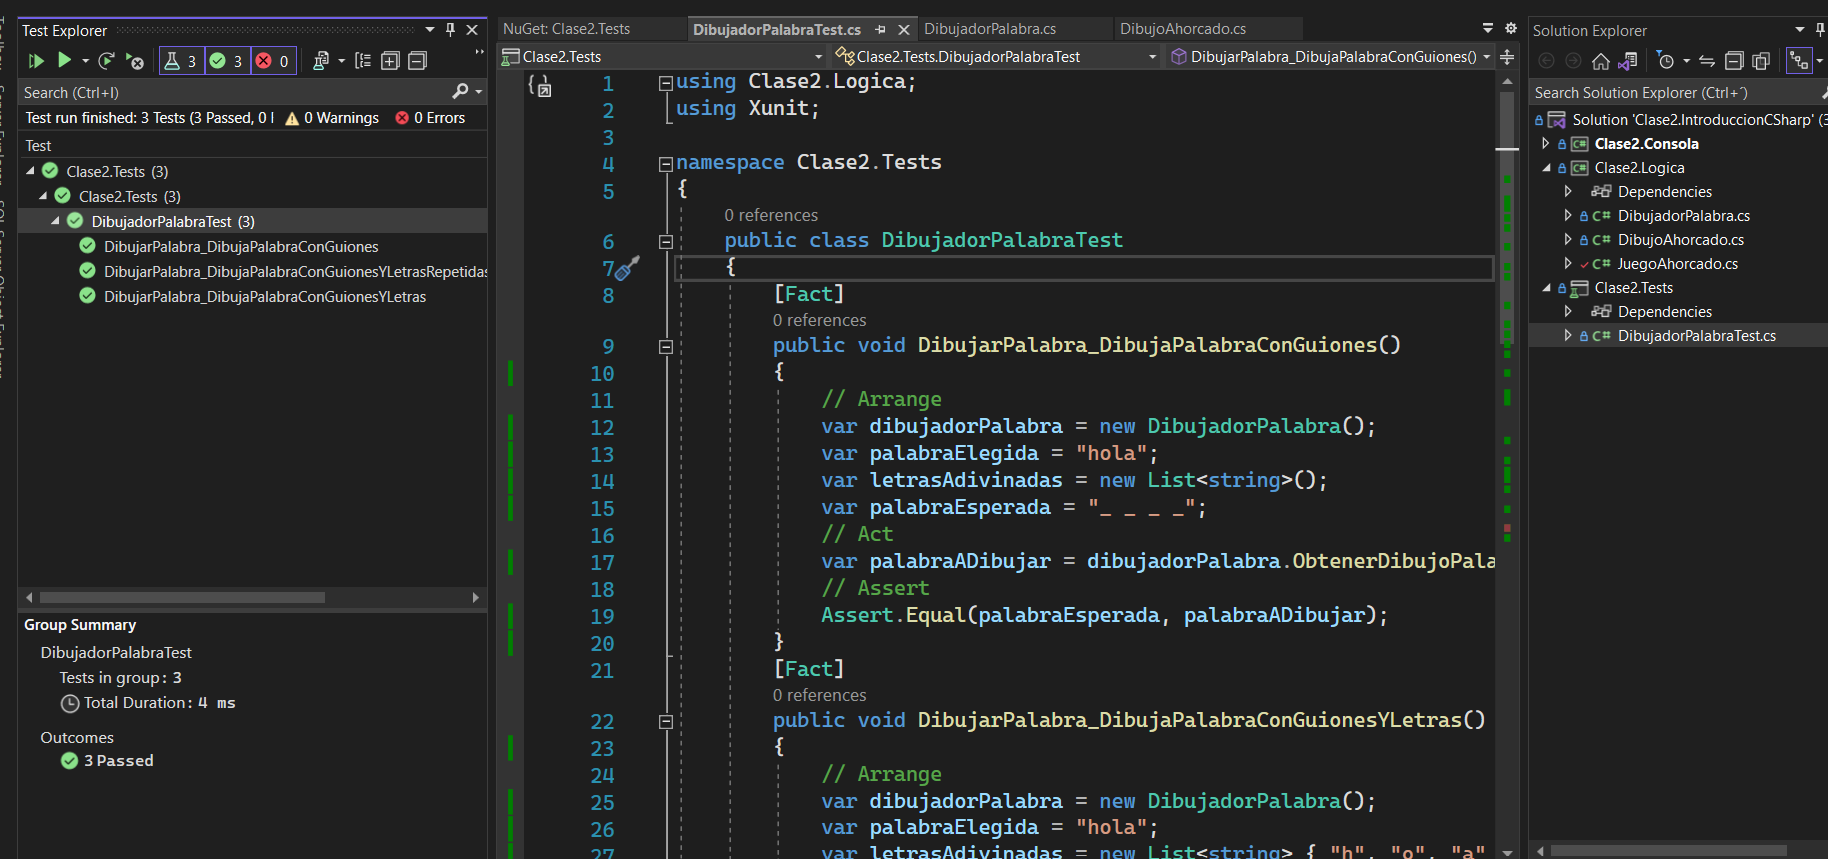 Test Explorer
3 3 0
Search (Ctrl+I)
Test run finished: 3 Tests (3 Passed, 0 0 Warnings 0 Errors
Test
Clase2.Tests (3)
Clase2.Tests (3)
DibujadorPalabraTest (3)
DibujarPalabra_DibujaPalabraConGuiones
DibujarPalabra_DibujaPalabraConGuionesYLetrasRepetidas
DibujarPalabra_DibujaPalabraConGuionesYLetras
Group Summary
DibujadorPalabraTest
Tests in group: 3
Total Duration: 4 ms
Outcomes
3 Passed
NuGet: Clase2.Tests DibujadorPalabraTest.cs DibujadorPalabra.cs DibujoAhorcado.cs
Clase2.Tests Clase2.Tests.DibujadorPalabraTest DibujarPalabra_DibujaPalabraConGuiones()
1 using Clase2.Logica;
2 using Xunit;
3
4 namespace Clase2.Tests
5 {
0 references
6 public class DibujadorPalabraTest
7 {
8 [Fact]
0 references
9 public void DibujarPalabra_DibujaPalabraConGuiones()
10 {
11 // Arrange
12 var dibujadorPalabra = new DibujadorPalabra();
13 var palabraElegida = "hola";
14 var letrasAdivinadas = new List<string>();
15 var palabraEsperada = "_ _ _ _";
16 // Act
17 var palabraADibujar = dibujadorPalabra.ObtenerDibujoPala
18 // Assert
19 Assert.Equal(palabraEsperada, palabraADibujar);
20 }
21 [Fact]
0 references
22 public void DibujarPalabra_DibujaPalabraConGuionesYLetras()
23 {
24 // Arrange
25 var dibujadorPalabra = new DibujadorPalabra();
26 var palabraElegida = "hola";
27 var letrasAdivinadas = new List<string> { "h", "o", "a"
Solution Explorer
Search Solution Explorer (Ctrl+´)
Solution 'Clase2.IntroduccionCSharp' (3
Clase2.Consola
Clase2.Logica
Dependencies
C# DibujadorPalabra.cs
C# DibujoAhorcado.cs
C# JuegoAhorcado.cs
Clase2.Tests
Dependencies
C# DibujadorPalabraTest.cs